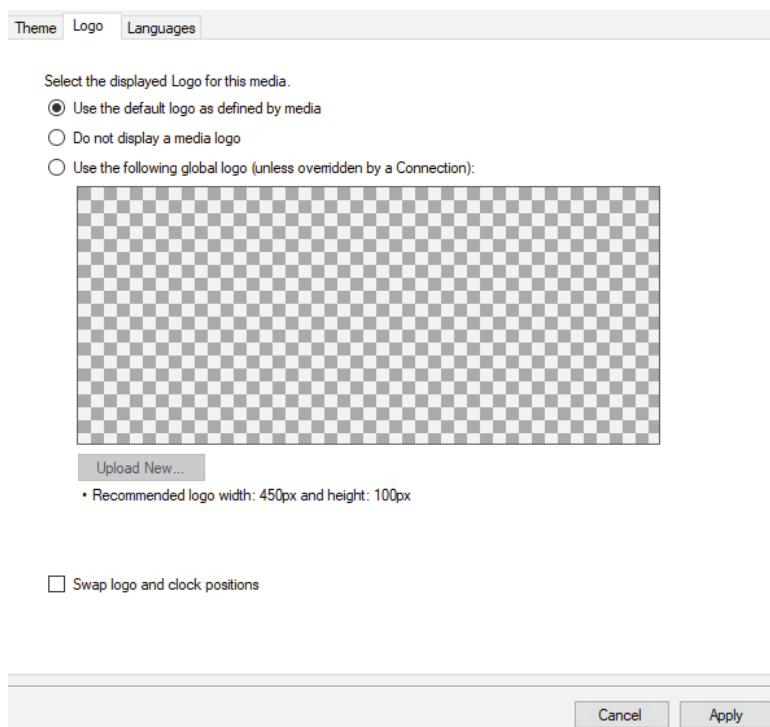 Theme Logo Languages
Select the displayed Logo for this media.
Use the default logo as defined by media
Do not display a media logo
Use the following global logo (unless overridden by a Connection):
Upload New...
• Recommended logo width: 450px and height: 100px
Swap logo and clock positions
Cancel Apply